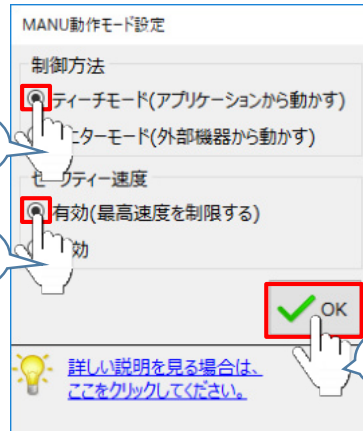 MANU動作モード設定
制御方法
ティーチモード(アプリケーションから動かす)
ニターモード(外部機器から動かす)
セーフティー速度
有効(最高速度を制限する)
効
OK
詳しい説明を見る場合は、
ここをクリックしてください。